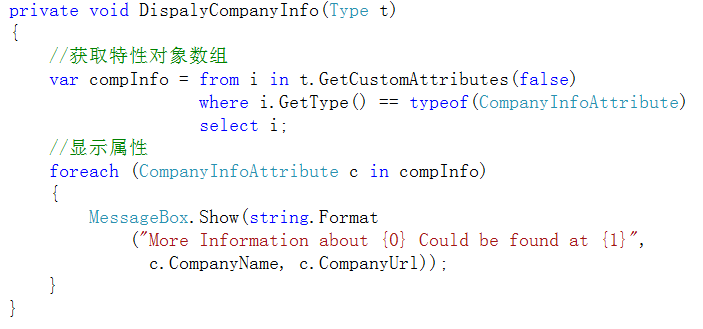 private void DispalyCompanyInfo(Type t)
{
    //获取特性对象数组
    var compInfo = from i in t.GetCustomAttributes(false)
                   where i.GetType() == typeof(CompanyInfoAttribute)
                   select i;
    //显示属性
    foreach (CompanyInfoAttribute c in compInfo)
    {
        MessageBox.Show(string.Format
            ("More Information about {0} Could be found at {1}",
              c.CompanyName, c.CompanyUrl));
    }
}